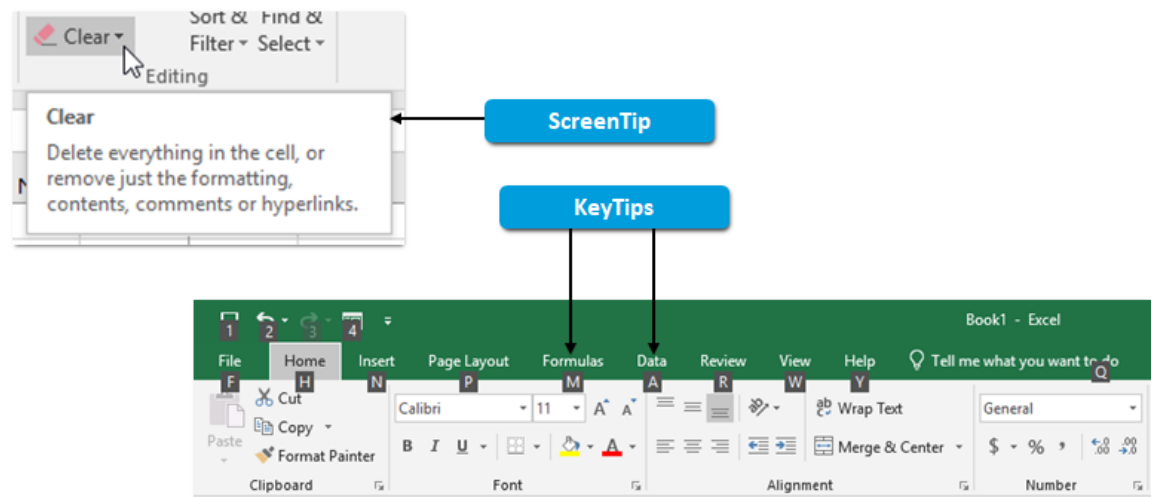 Sort & Find &
Clear
Filter Select
Editing
Clear
Delete everything in the cell, or
remove just the formatting,
contents, comments or hyperlinks.
ScreenTip
KeyTips
1 2 3 4
Book1 - Excel
File Home Insert Page Layout Formulas Data Review View Help Tell me what you want to do
F H N P M A R W Y Q
Cut
Calibri 11 A A ab Wrap Text General
Copy
Paste
B I U A Merge & Center $ % , .00 .00
Format Painter
Clipboard Font Alignment Number